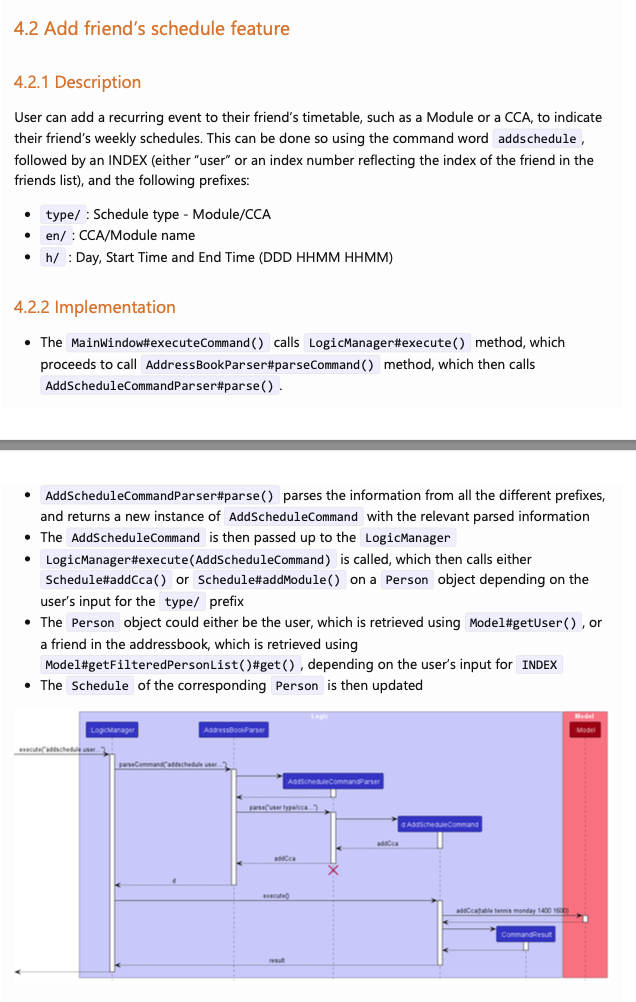 4.2 Add friend's schedule feature
4.2.1 Description
User can add a recurring event to their friend's timetable, such as a Module or a CCA, to indicate
their friend's weekly schedules. This can be done so using the command word addschedule ,
followed by an INDEX (either "user" or an index number reflecting the index of the friend in the
friends list), and the following prefixes:
• type/ : Schedule type - Module/CCA
• en/ : CCA/Module name
• h/ : Day, Start Time and End Time (DDD HHMM HHMM)
4.2.2 Implementation
• The MainWindow#executeCommand() calls LogicManager#execute() method, which
proceeds to call AddressBookParser#parseCommand() method, which then calls
AddScheduleCommandParser#parse() .
• AddScheduleCommandParser#parse() parses the information from all the different prefixes,
and returns a new instance of AddScheduleCommand with the relevant parsed information
• The AddScheduleCommand is then passed up to the LogicManager
• LogicManager#execute(AddScheduleCommand) is called, which then calls either
Schedule#addCca() or Schedule#addModule() on a Person object depending on the
user's input for the type/ prefix
• The Person object could either be the user, which is retrieved using Model#getUser() , or
a friend in the addressbook, which is retrieved using
Model#getFilteredPersonList()#get() , depending on the user's input for INDEX
• The Schedule of the corresponding Person is then updated
Logic
Model
LogicManager
AddressBookParser
Model
execute("addschedule user...")
parseCommand("addschedule user...")
AddScheduleCommandParser
parse("user type/cca...")
d:AddScheduleCommand
addCca
addCca
d
execute()
addCca(table tennis monday 1400 1600)
CommandResult
result